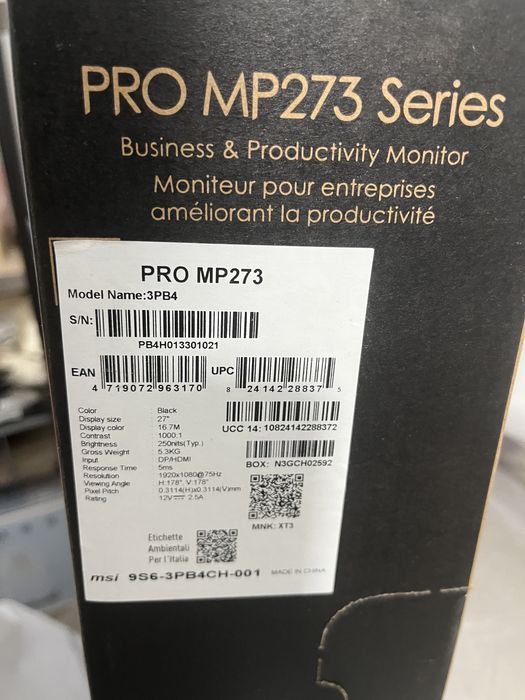 PRO MP273 Series
Business & Productivity Monitor
Moniteur pour entreprises
améliorant la productivité
PRO MP273
Model Name:3PB4
S/N:
PB4H013301021
EAN
4 719072 963170
UPC
8 24142 28837 5
UCC 14: 10824142288372
BOX: N3GCH02592
MNK: XT3
Color : Black
Display size : 27"
Display color : 16.7M
Contrast : 1000:1
Brightness : 250nits(Typ.)
Gross Weight : 5.3KG
Input : DP/HDMI
Response Time : 5ms
Resolution : 1920x1080@75Hz
Viewing Angle : H:178°, V:178°
Pixel Pitch : 0.3114(H)x0.3114(V)mm
Rating : 12V⎓ 2.5A
Etichette
Ambientali
Per l'Italia
msi 9S6-3PB4CH-001 MADE IN CHINA